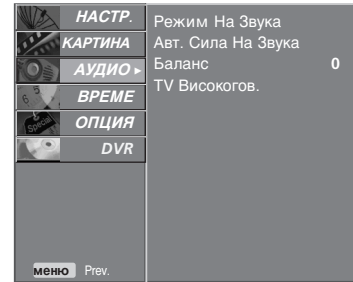 НАСТР.
КАРТИНА
АУДИО ▸
ВРЕМЕ
ОПЦИЯ
DVR
Режим На Звука
Авт. Сила На Звука
Баланс 0
TV Високогов.
меню Prev.